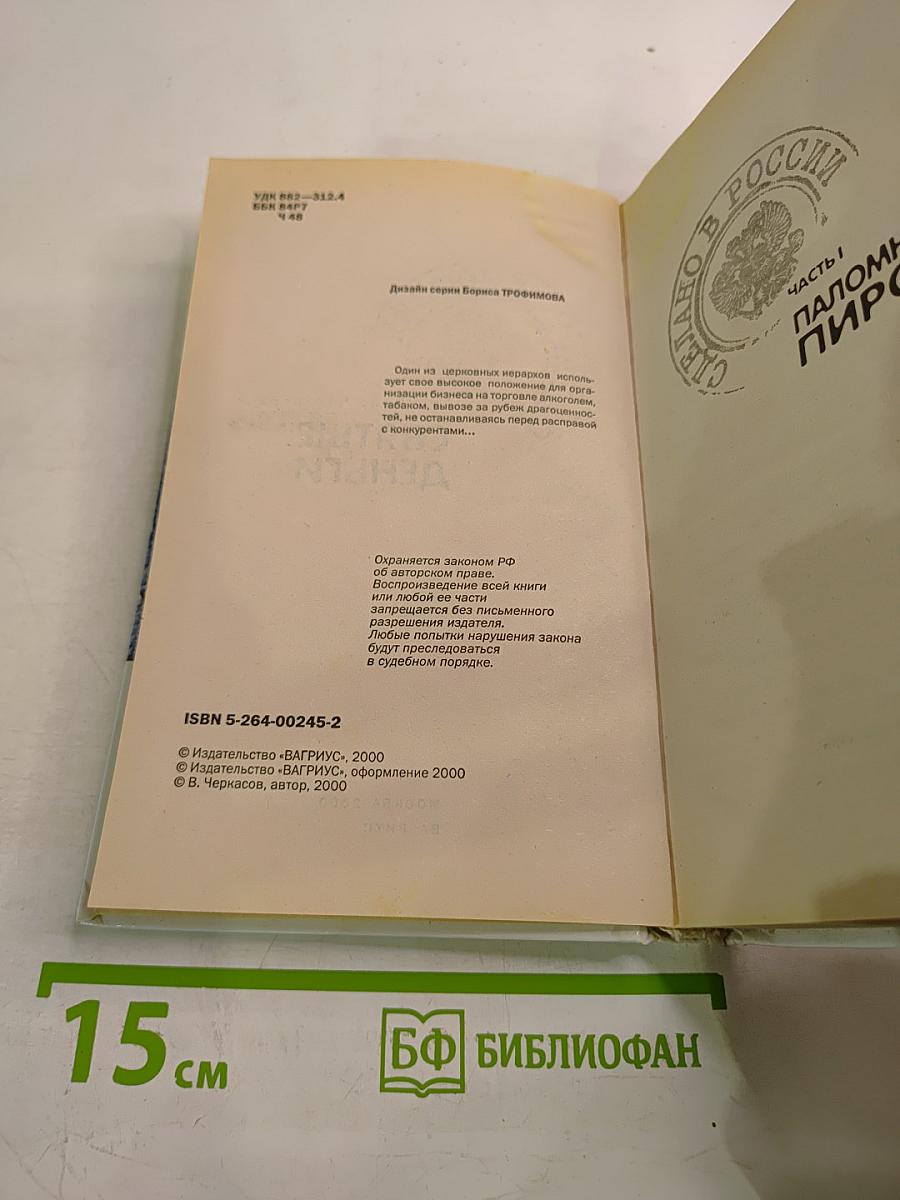 УДК 882—312.4
ББК 84Р7
Ч 48
Дизайн серии Бориса ТРОФИМОВА
Один из церковных иерархов исполь-
зует свое высокое положение для орга-
низации бизнеса на торговле алкоголем,
табаком, вывозе за рубеж драгоценнос-
тей, не останавливаясь перед расправой
с конкурентами...
Охраняется законом РФ
об авторском праве.
Воспроизведение всей книги
или любой ее части
запрещается без письменного
разрешения издателя.
Любые попытки нарушения закона
будут преследоваться
в судебном порядке.
ISBN 5-264-00245-2
© Издательство «ВАГРИУС», 2000
© Издательство «ВАГРИУС», оформление 2000
© В. Черкасов, автор, 2000
СДЕЛАНО В РОССИИ
ЧАСТЬ I
15 см
БФ БИБЛИОФАН